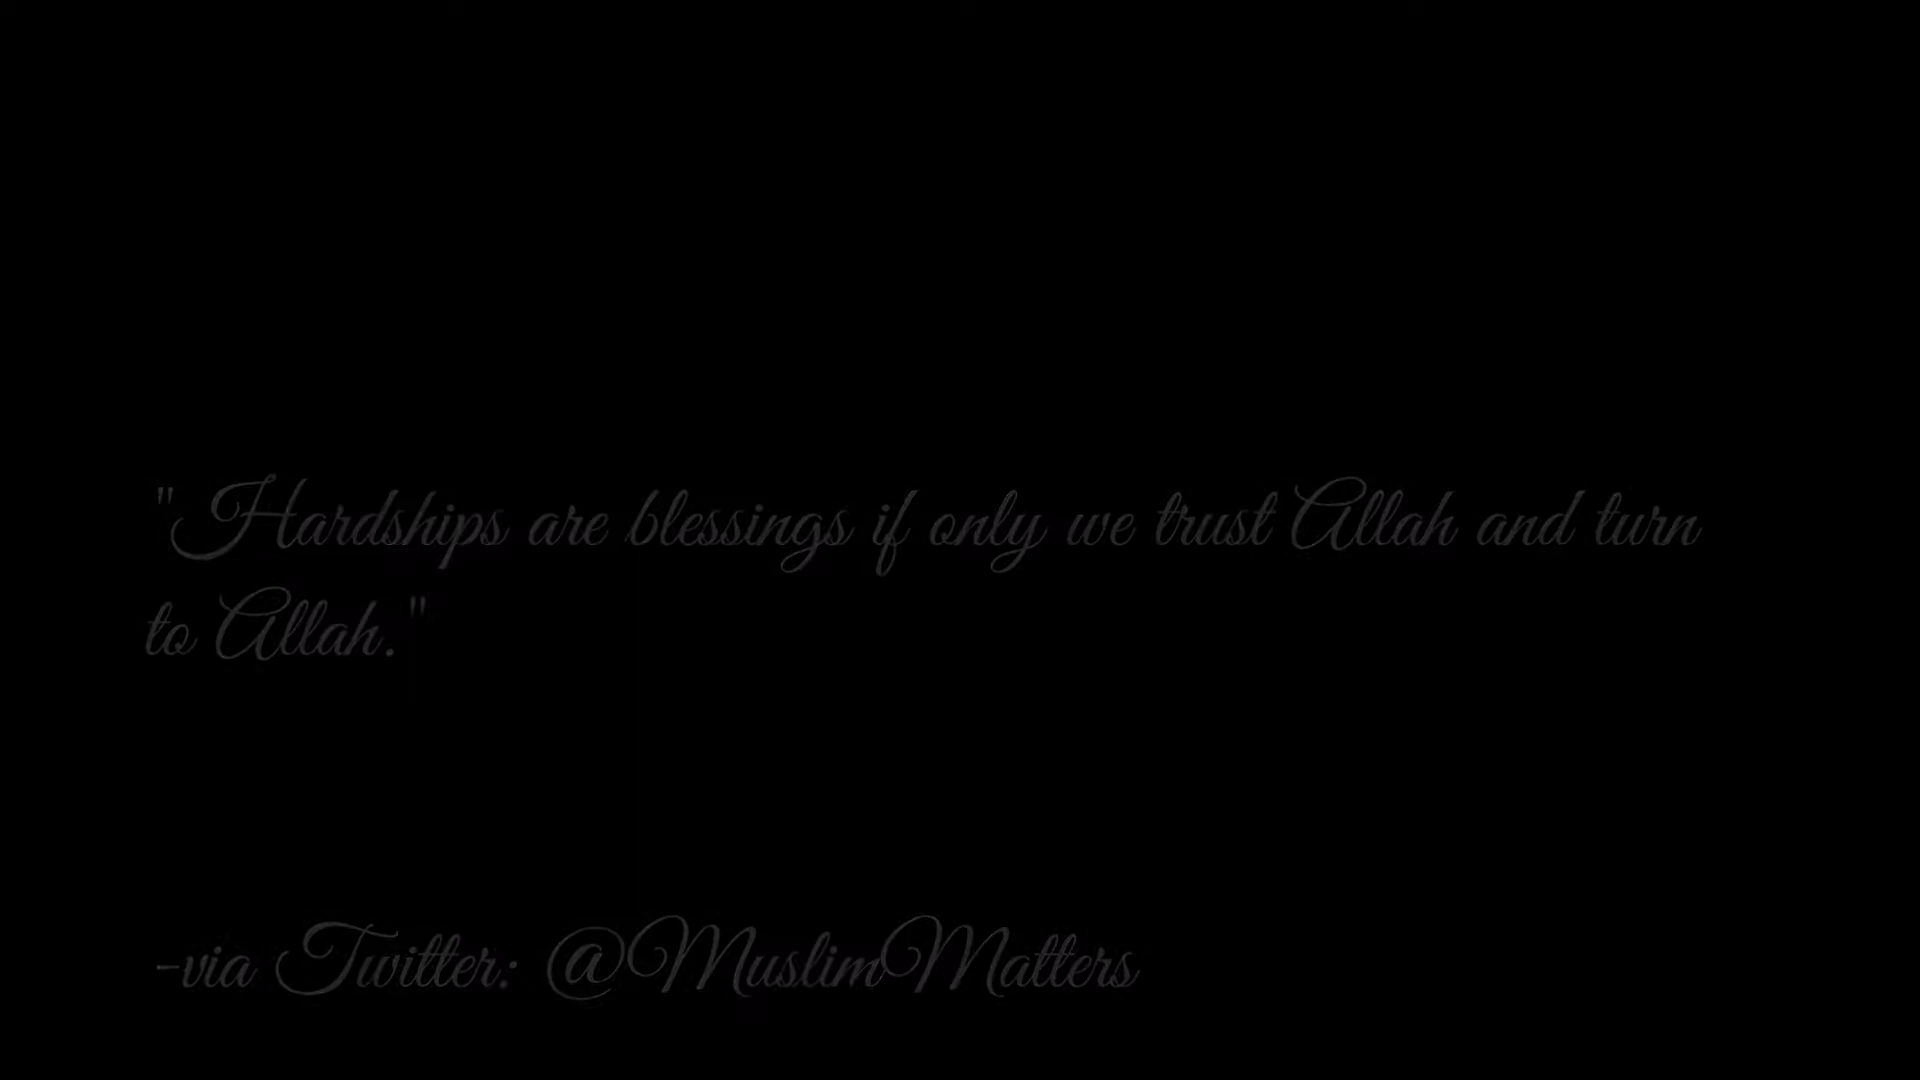 "Hardships are blessings if only we trust Allah and turn
to Allah."
-via Twitter: @MuslimMatters